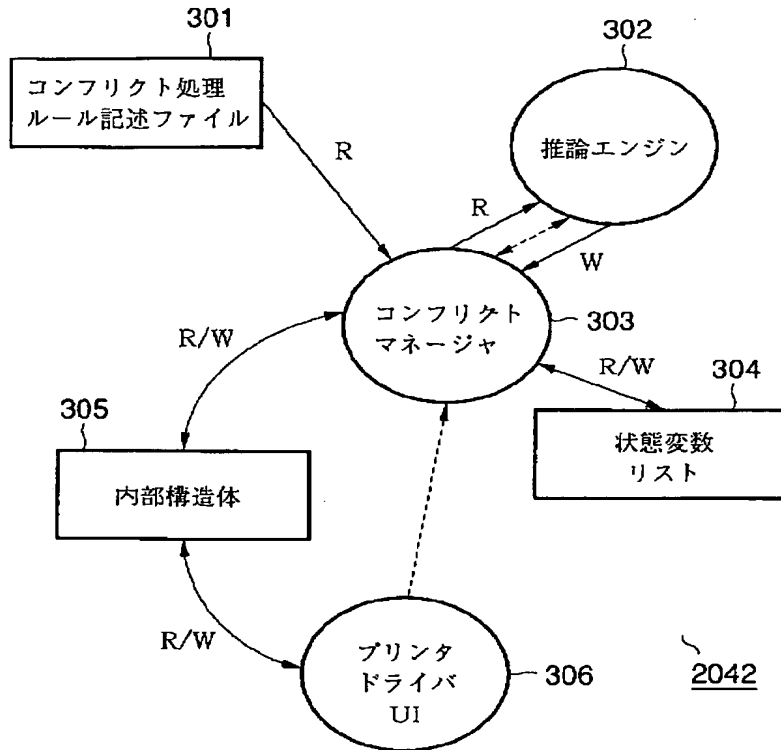 301
コンフリクト処理
ルール記述ファイル
302
推論エンジン
R
R
W
コンフリクト
マネージャ
303
R/W
R/W
304
状態変数
リスト
305
内部構造体
R/W
プリンタ
ドライバ
UI
306
2042